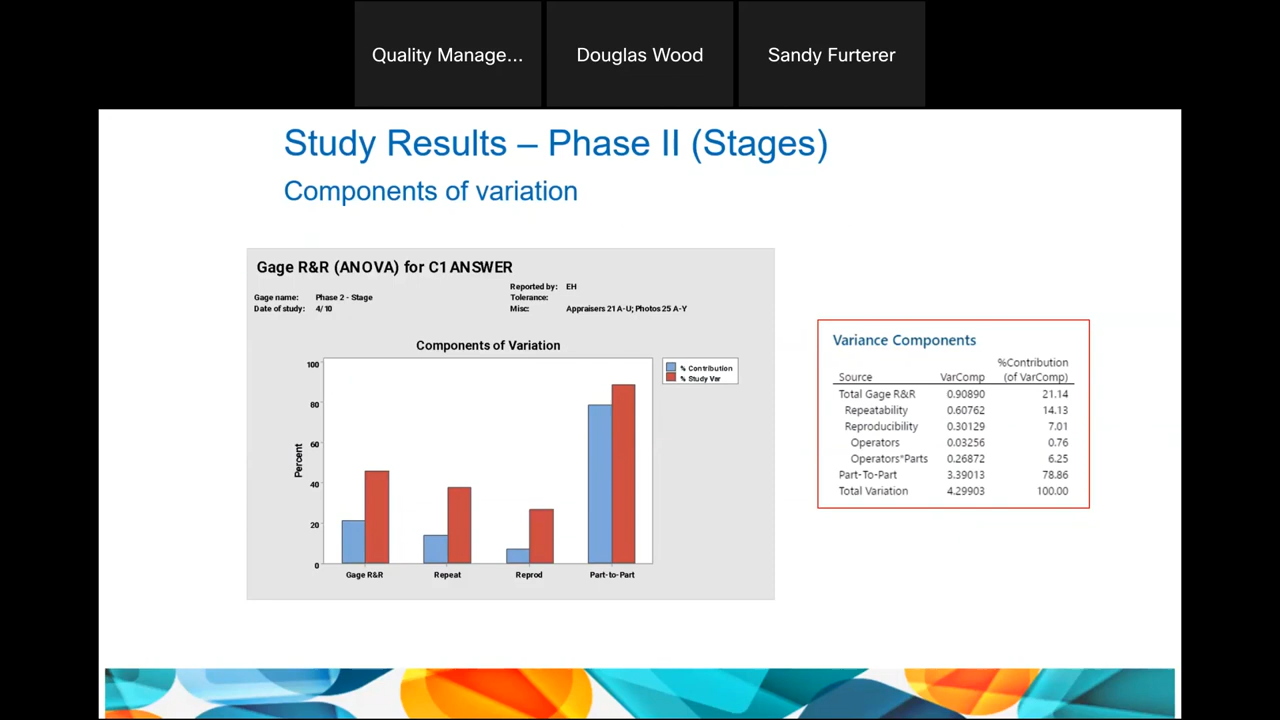 Quality Manage...
Douglas Wood
Sandy Furterer
Study Results – Phase II (Stages)
Components of variation
Gage R&R (ANOVA) for C1 ANSWER
Gage name: Phase 2 - Stage
Date of study: 4/10
Reported by: EH
Tolerance:
Misc: Appraisers 21 A-U; Photos 25 A-Y
Components of Variation
% Contribution
% Study Var
Percent
100
80
60
40
20
0
Gage R&R
Repeat
Reprod
Part-to-Part
Variance Components
%Contribution
Source VarComp (of VarComp)
Total Gage R&R 0.90890 21.14
Repeatability 0.60762 14.13
Reproducibility 0.30129 7.01
Operators 0.03256 0.76
Operators*Parts 0.26872 6.25
Part-To-Part 3.39013 78.86
Total Variation 4.29903 100.00